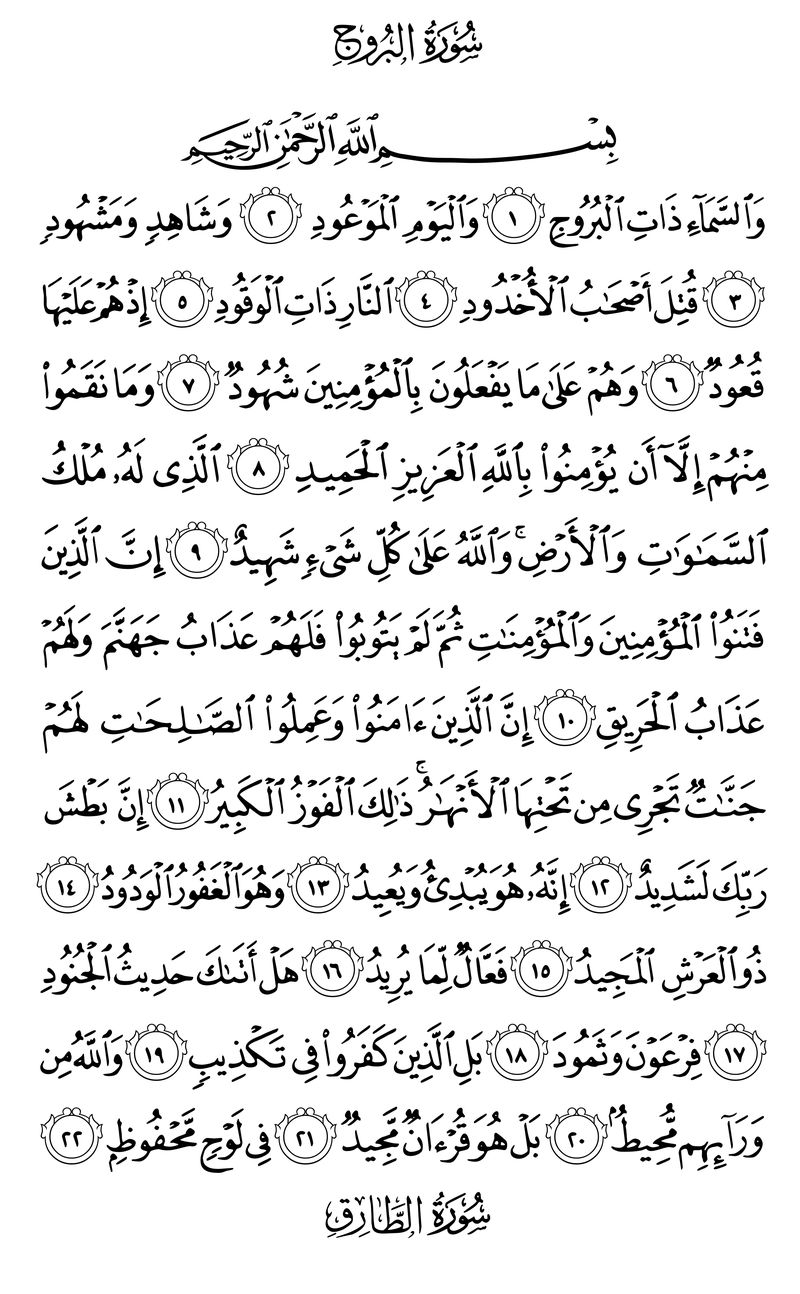 سُورَةُ البُرُوجِ
بِسْمِ ٱللَّهِ ٱلرَّحْمَٰنِ ٱلرَّحِيمِ
وَٱلسَّمَآءِ ذَاتِ ٱلْبُرُوجِ ١ وَٱلْيَوْمِ ٱلْمَوْعُودِ ٢ وَشَاهِدٍ وَمَشْهُودٍ
٣ قُتِلَ أَصْحَٰبُ ٱلْأُخْدُودِ ٤ ٱلنَّارِ ذَاتِ ٱلْوَقُودِ ٥ إِذْ هُمْ عَلَيْهَا
قُعُودٌ ٦ وَهُمْ عَلَىٰ مَا يَفْعَلُونَ بِٱلْمُؤْمِنِينَ شُهُودٌ ٧ وَمَا نَقَمُوا۟
مِنْهُمْ إِلَّآ أَن يُؤْمِنُوا۟ بِٱللَّهِ ٱلْعَزِيزِ ٱلْحَمِيدِ ٨ ٱلَّذِى لَهُۥ مُلْكُ
ٱلسَّمَٰوَٰتِ وَٱلْأَرْضِ ۚ وَٱللَّهُ عَلَىٰ كُلِّ شَىْءٍ شَهِيدٌ ٩ إِنَّ ٱلَّذِينَ
فَتَنُوا۟ ٱلْمُؤْمِنِينَ وَٱلْمُؤْمِنَٰتِ ثُمَّ لَمْ يَتُوبُوا۟ فَلَهُمْ عَذَابُ جَهَنَّمَ وَلَهُمْ
عَذَابُ ٱلْحَرِيقِ ١٠ إِنَّ ٱلَّذِينَ ءَامَنُوا۟ وَعَمِلُوا۟ ٱلصَّٰلِحَٰتِ لَهُمْ
جَنَّٰتٌ تَجْرِى مِن تَحْتِهَا ٱلْأَنْهَٰرُ ۚ ذَٰلِكَ ٱلْفَوْزُ ٱلْكَبِيرُ ١١ إِنَّ بَطْشَ
رَبِّكَ لَشَدِيدٌ ١٢ إِنَّهُۥ هُوَ يُبْدِئُ وَيُعِيدُ ١٣ وَهُوَ ٱلْغَفُورُ ٱلْوَدُودُ ١٤
ذُو ٱلْعَرْشِ ٱلْمَجِيدُ ١٥ فَعَّالٌ لِّمَا يُرِيدُ ١٦ هَلْ أَتَىٰكَ حَدِيثُ ٱلْجُنُودِ
١٧ فِرْعَوْنَ وَثَمُودَ ١٨ بَلِ ٱلَّذِينَ كَفَرُوا۟ فِى تَكْذِيبٍ ١٩ وَٱللَّهُ مِن
وَرَآئِهِم مُّحِيطٌۢ ٢٠ بَلْ هُوَ قُرْءَانٌ مَّجِيدٌ ٢١ فِى لَوْحٍ مَّحْفُوظٍۭ ٢٢
سُورَةُ الطَّارِقِ